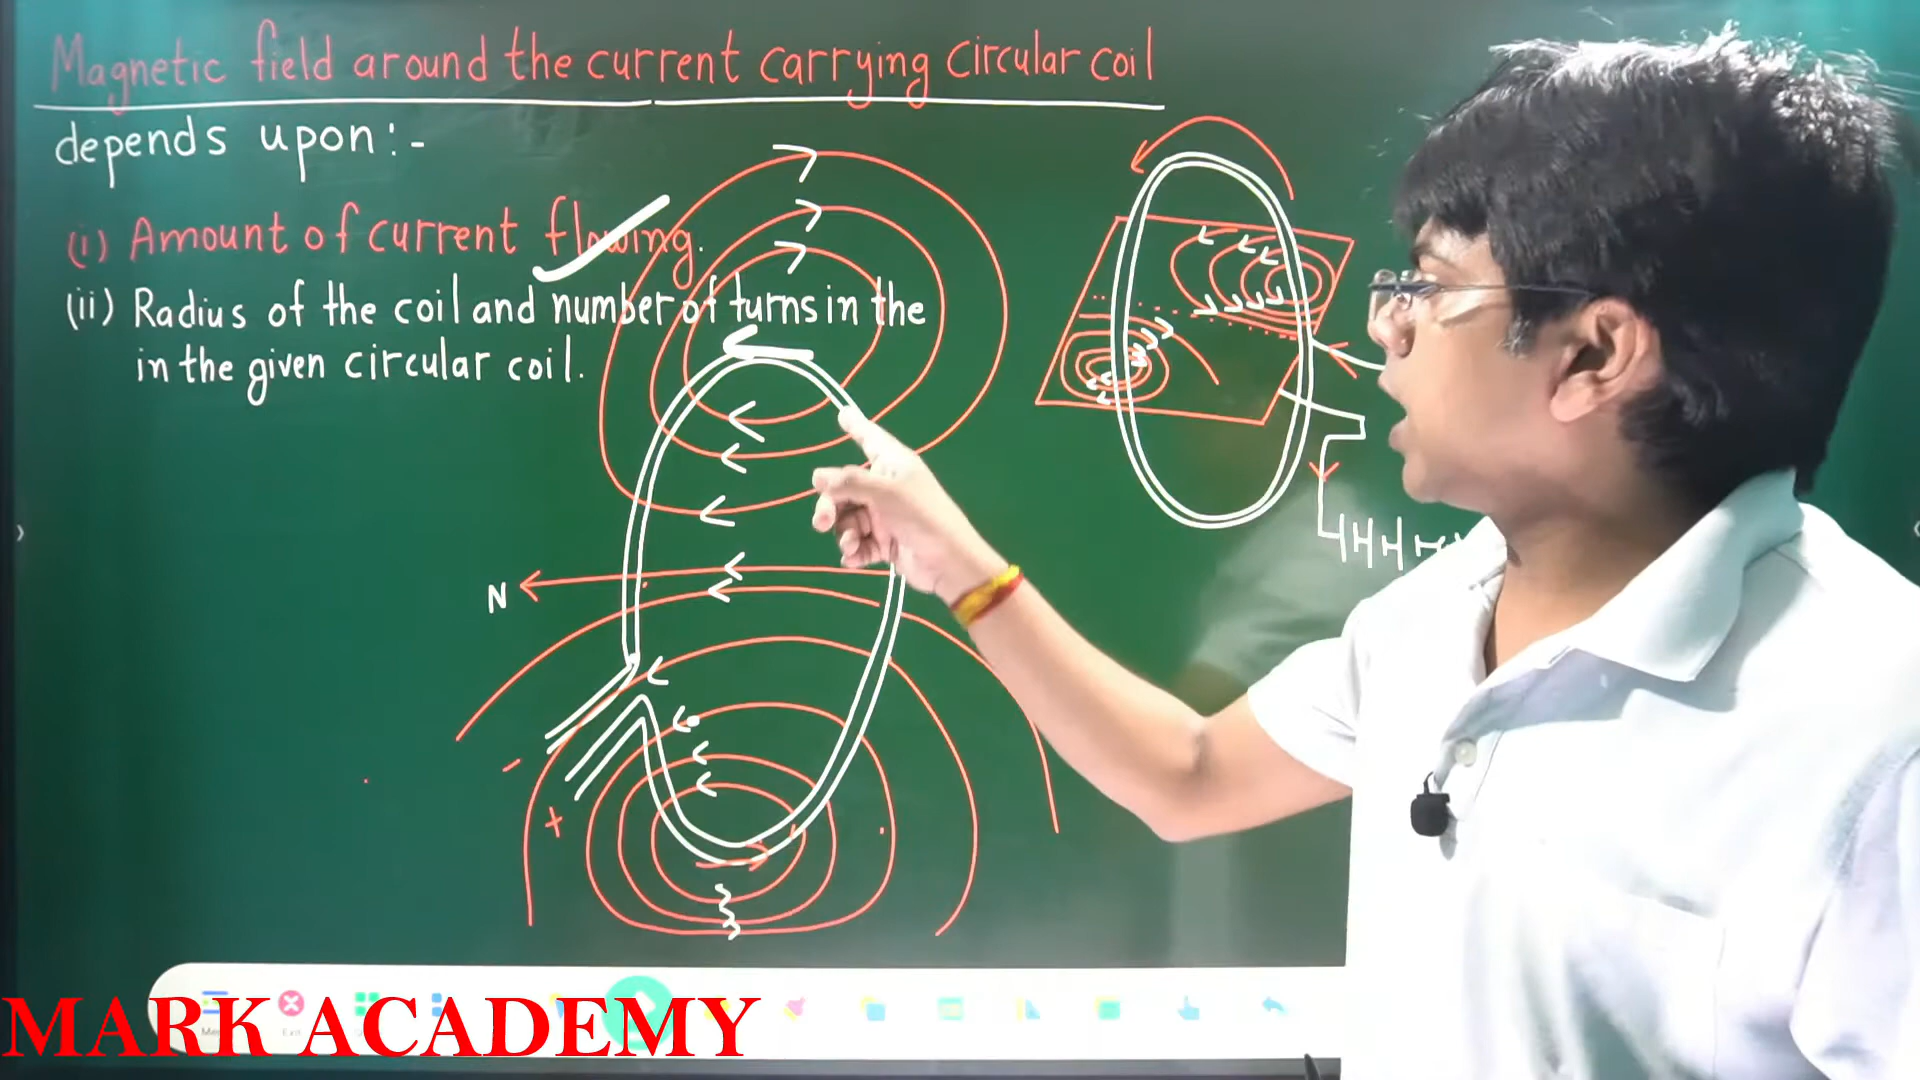 Magnetic field around the current carrying circular coil
depends upon:-
(i) Amount of current flowing.
(ii) Radius of the coil and number of turns in the
in the given circular coil.
N
-
+
MARK ACADEMY